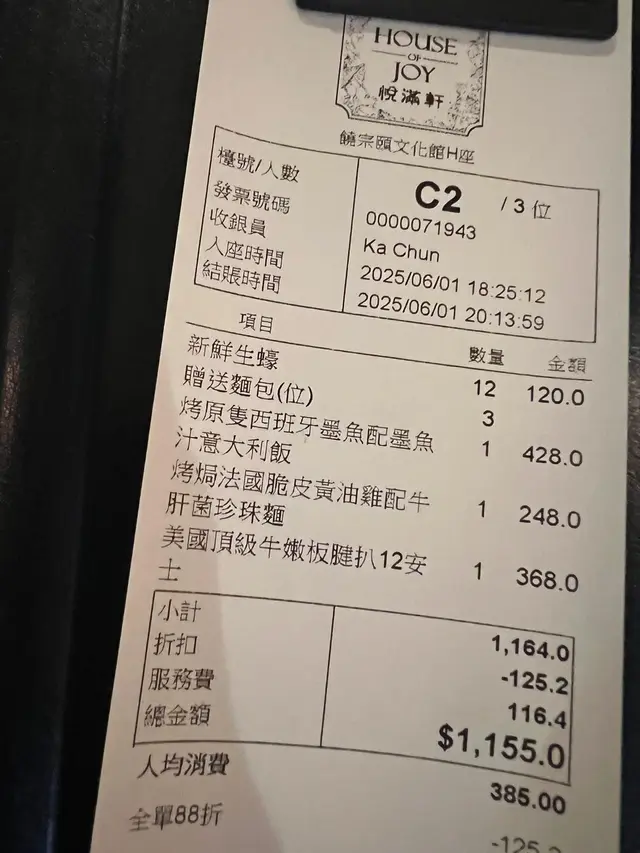 HOUSE
OF
JOY
悅滿軒
饒宗頤文化館H座
檯號/人數 C2 / 3 位
發票號碼 0000071943
收銀員 Ka Chun
入座時間 2025/06/01 18:25:12
結賬時間 2025/06/01 20:13:59
項目 數量 金額
新鮮生蠔 12 120.0
贈送麵包(位) 3
烤原隻西班牙墨魚配墨魚 1 428.0
汁意大利飯
烤焗法國脆皮黃油雞配牛 1 248.0
肝菌珍珠麵
美國頂級牛嫩板腱扒12安 1 368.0
士
小計 1,164.0
折扣 -125.2
服務費 116.4
總金額 $1,155.0
人均消費 385.00
全單88折 -125.2